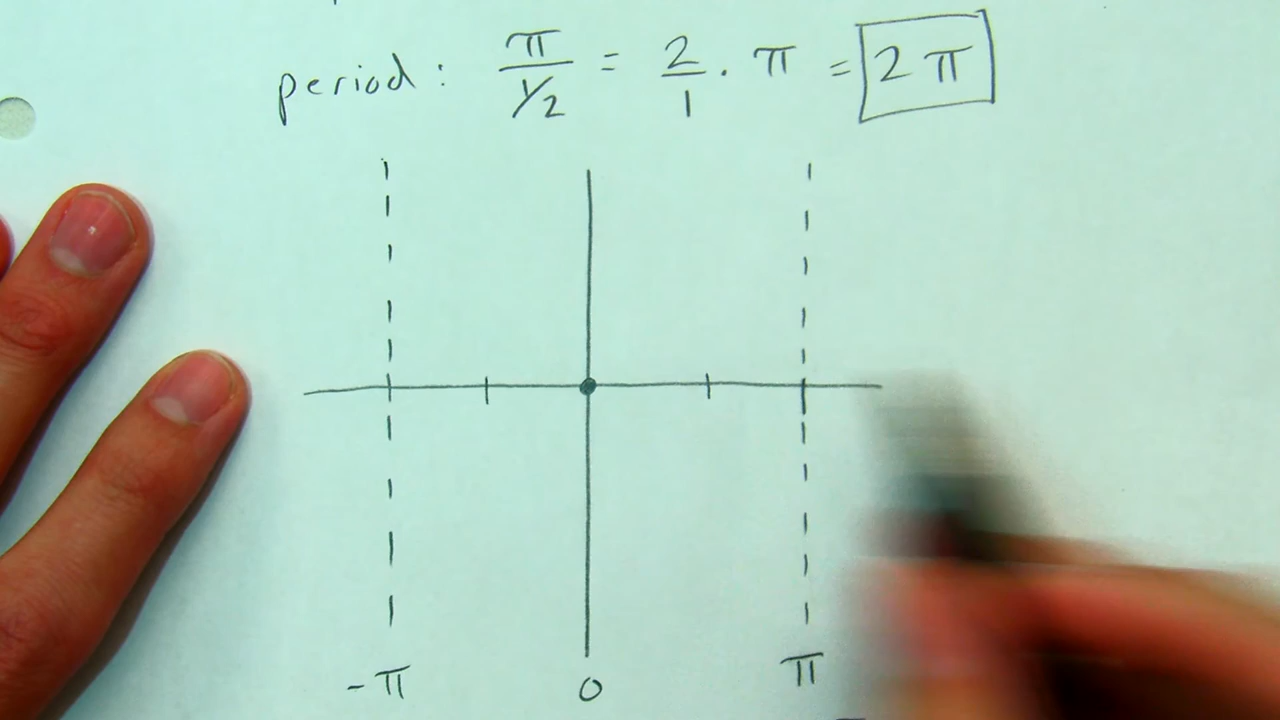 period: π/1/2 = 2/1 · π = 2π
-π 0 π